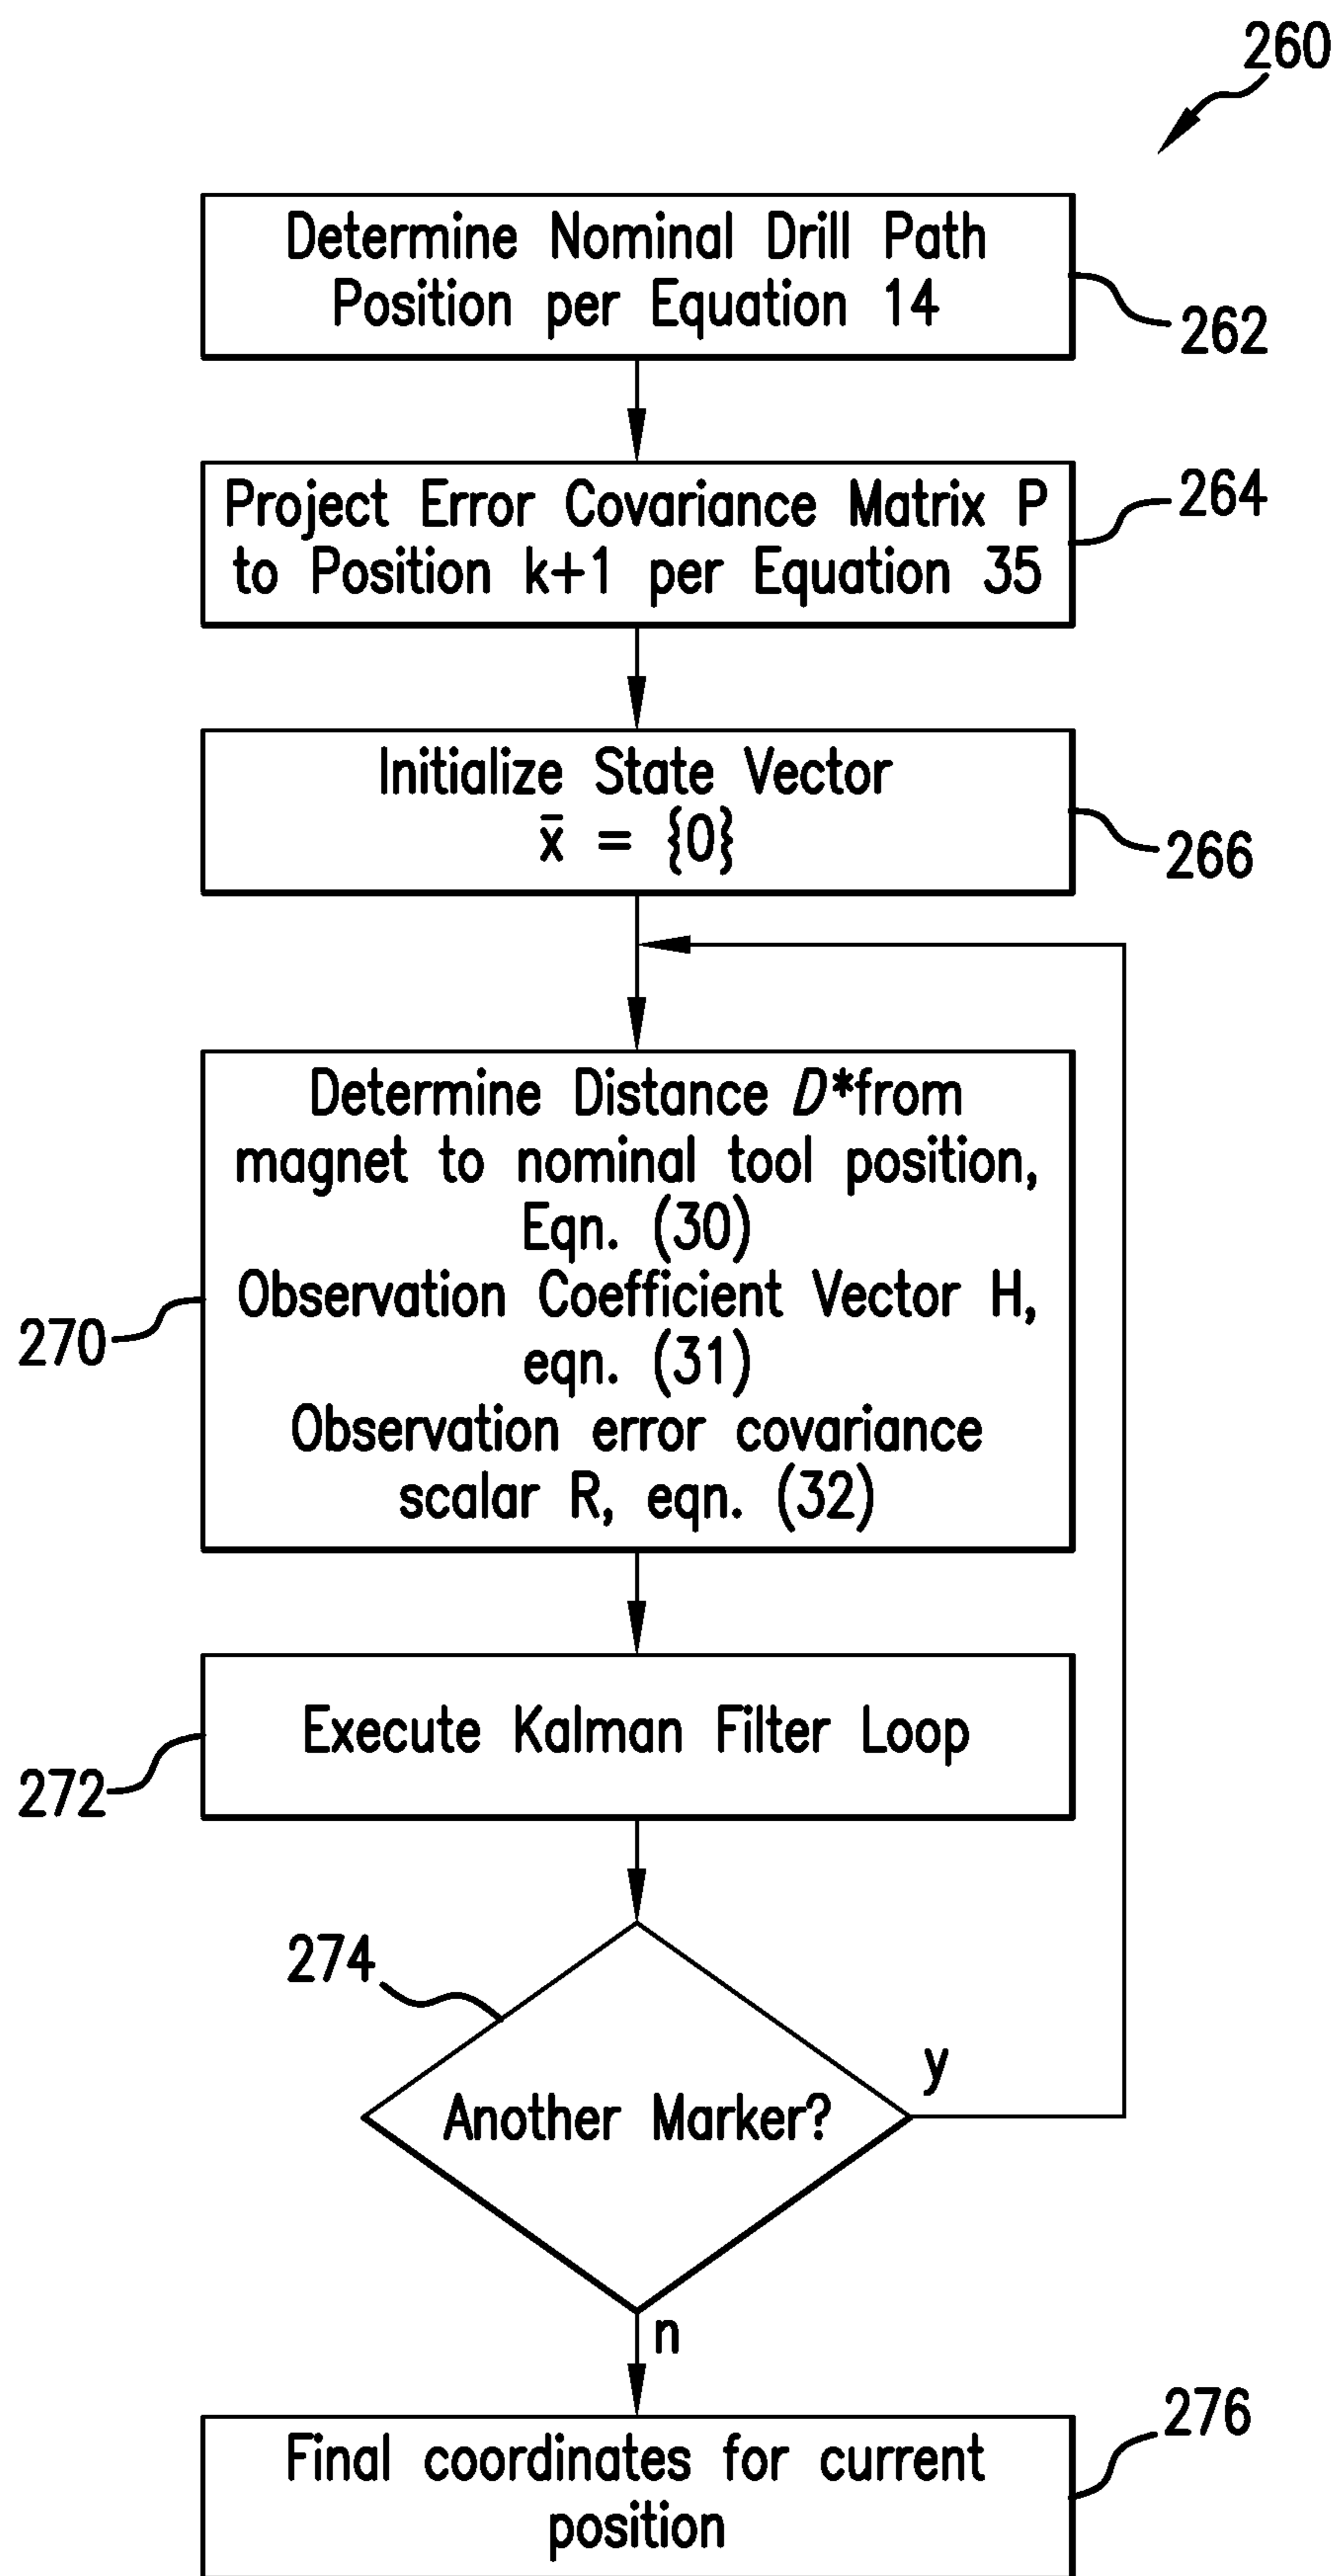 260
Determine Nominal Drill Path
Position per Equation 14
262
Project Error Covariance Matrix P
to Position k+1 per Equation 35
264
Initialize State Vector
x̄ = {0}
266
Determine Distance D*from
magnet to nominal tool position,
Eqn. (30)
Observation Coefficient Vector H,
eqn. (31)
Observation error covariance
scalar R, eqn. (32)
270
Execute Kalman Filter Loop
272
274
Another Marker?
y
n
Final coordinates for current
position
276